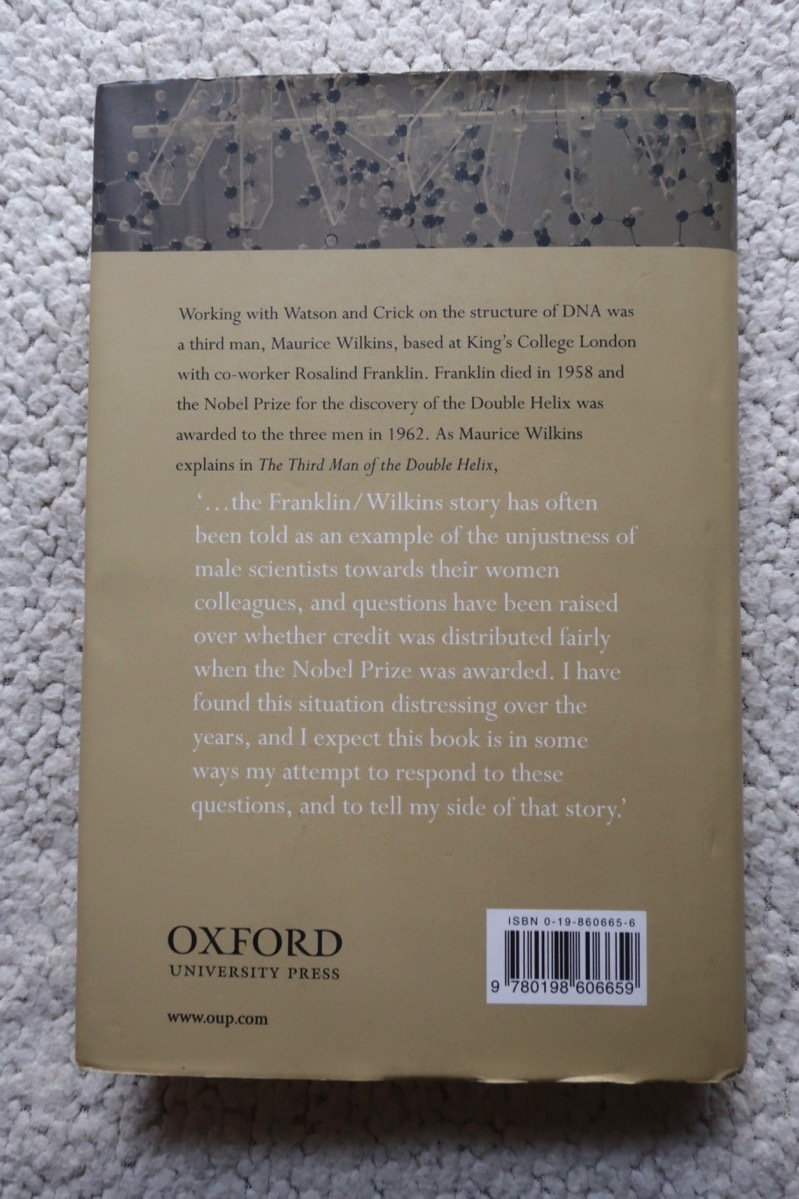 Working with Watson and Crick on the structure of DNA was
a third man, Maurice Wilkins, based at King's College London
with co-worker Rosalind Franklin. Franklin died in 1958 and
the Nobel Prize for the discovery of the Double Helix was
awarded to the three men in 1962. As Maurice Wilkins
explains in The Third Man of the Double Helix,
‘…the Franklin/Wilkins story has often
been told as an example of the unjustness of
male scientists towards their women
colleagues, and questions have been raised
over whether credit was distributed fairly
when the Nobel Prize was awarded. I have
found this situation distressing over the
years, and I expect this book is in some
ways my attempt to respond to these
questions, and to tell my side of that story.’
OXFORD
UNIVERSITY PRESS
www.oup.com
ISBN 0-19-860665-6
9 780198 606659